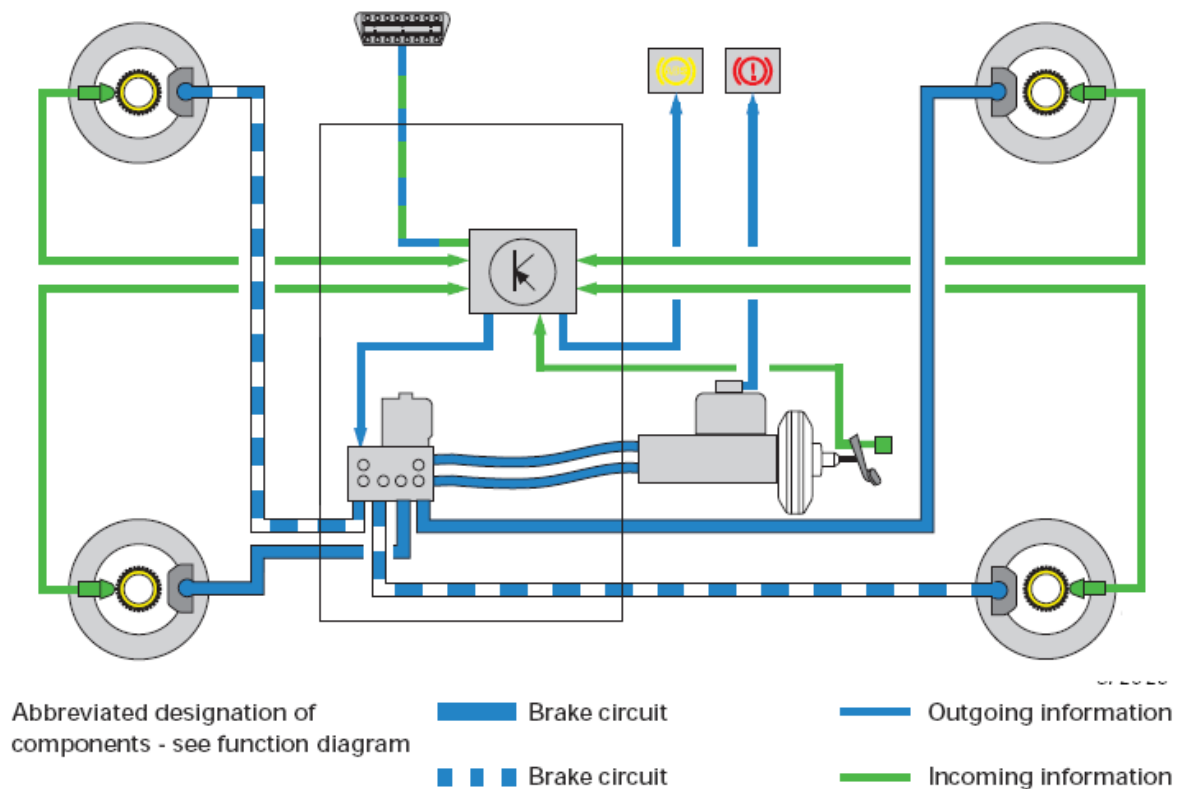 Abbreviated designation of
components - see function diagram
Brake circuit
Brake circuit
Outgoing information
Incoming information